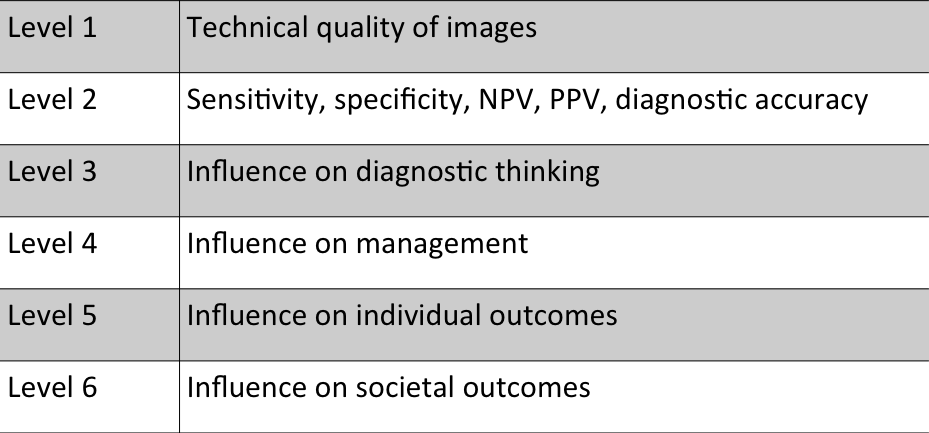 Level 1 Technical quality of images
Level 2 Sensitivity, specificity, NPV, PPV, diagnostic accuracy
Level 3 Influence on diagnostic thinking
Level 4 Influence on management
Level 5 Influence on individual outcomes
Level 6 Influence on societal outcomes